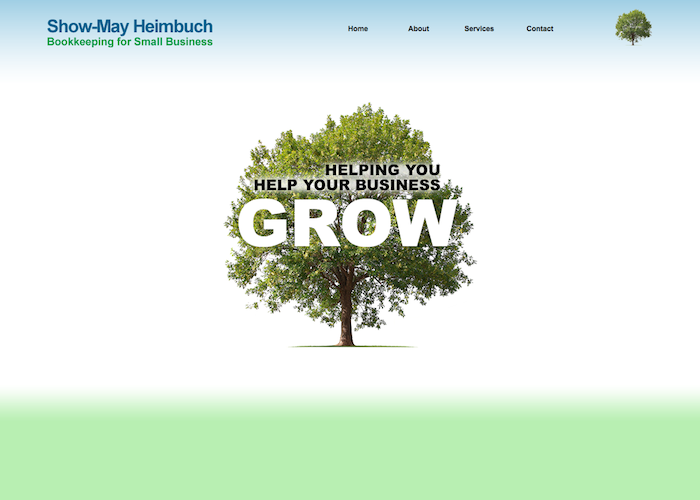 Show-May Heimbuch
Bookkeeping for Small Business
Home About Services Contact
HELPING YOU
HELP YOUR BUSINESS
GROW